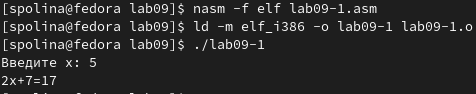 [spolina@fedora lab09]$ nasm -f elf lab09-1.asm
[spolina@fedora lab09]$ ld -m elf_i386 -o lab09-1 lab09-1.o
[spolina@fedora lab09]$ ./lab09-1
Введите x: 5
2x+7=17